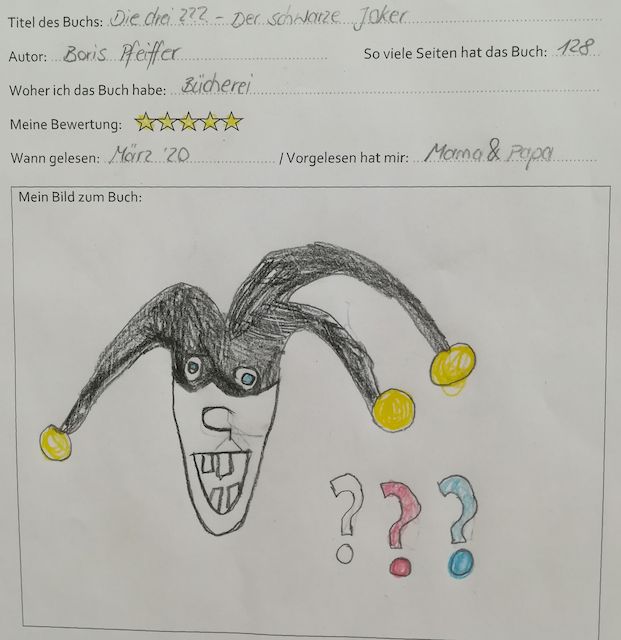 Titel des Buchs: Die drei ??? - Der schwarze Joker
Autor: Boris Pfeiffer So viele Seiten hat das Buch: 128
Woher ich das Buch habe: Bücherei
Meine Bewertung:
Wann gelesen: März '20 / Vorgelesen hat mir: Mama & Papa
Mein Bild zum Buch:
? ? ?